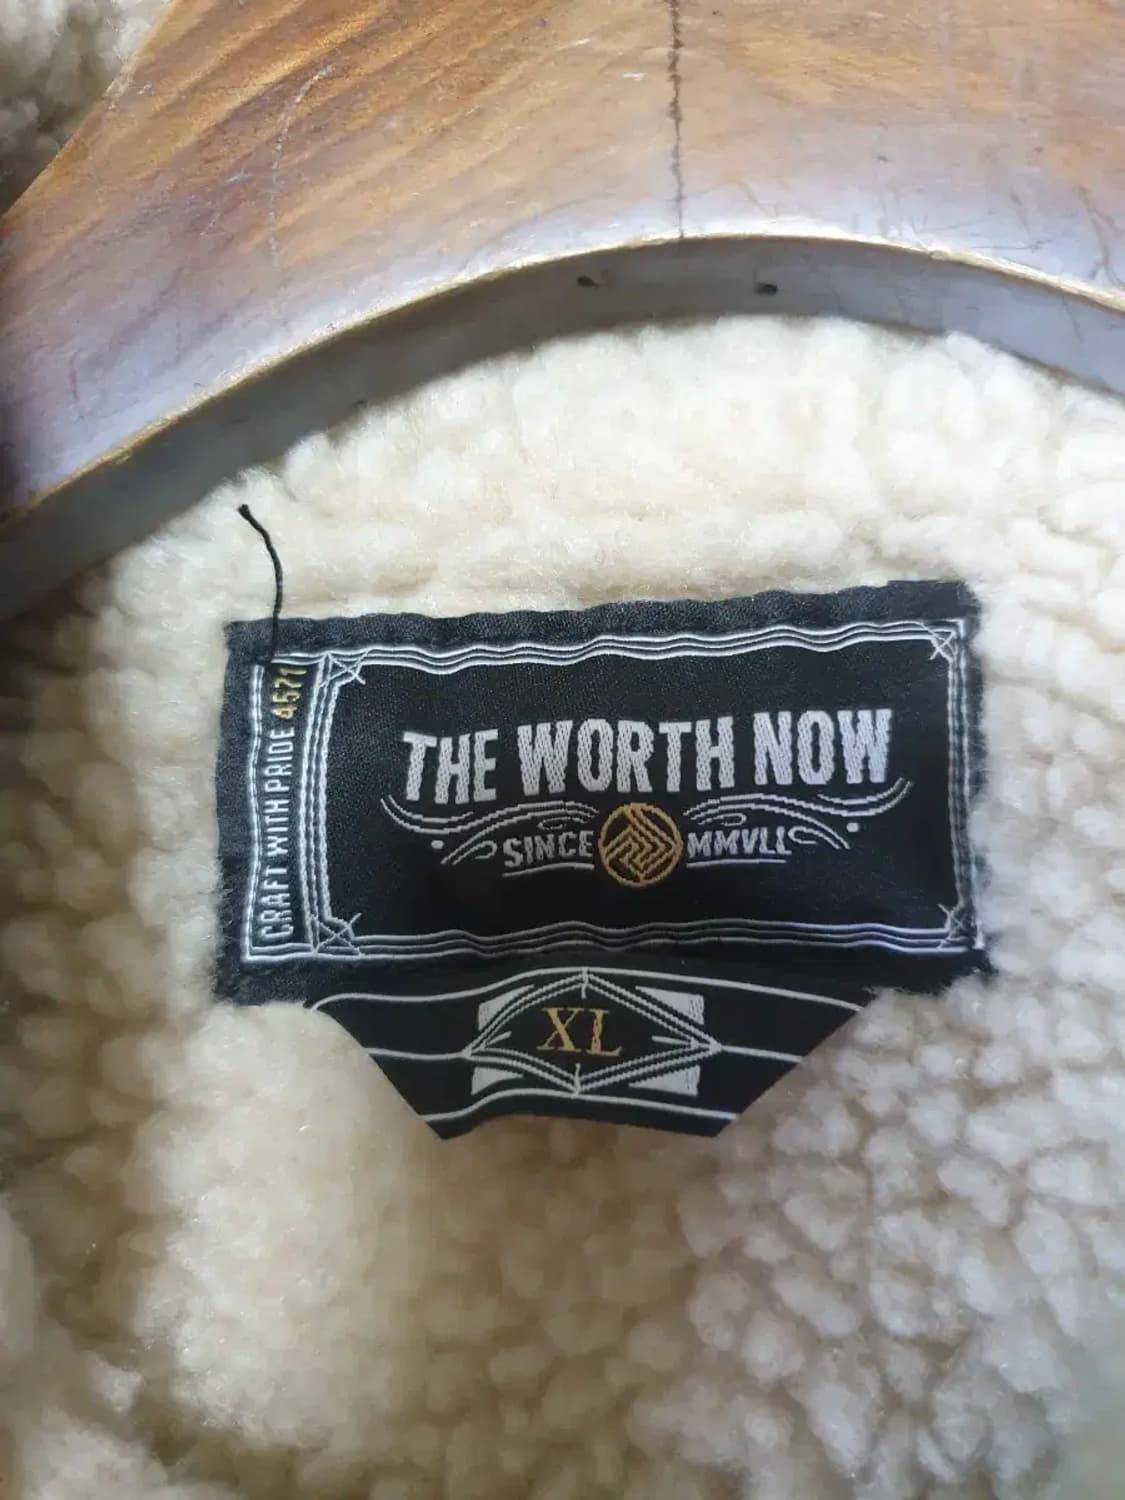 CRAFT WITH PRIDE 4571
THE WORTH NOW
SINCE MMVLL
XL